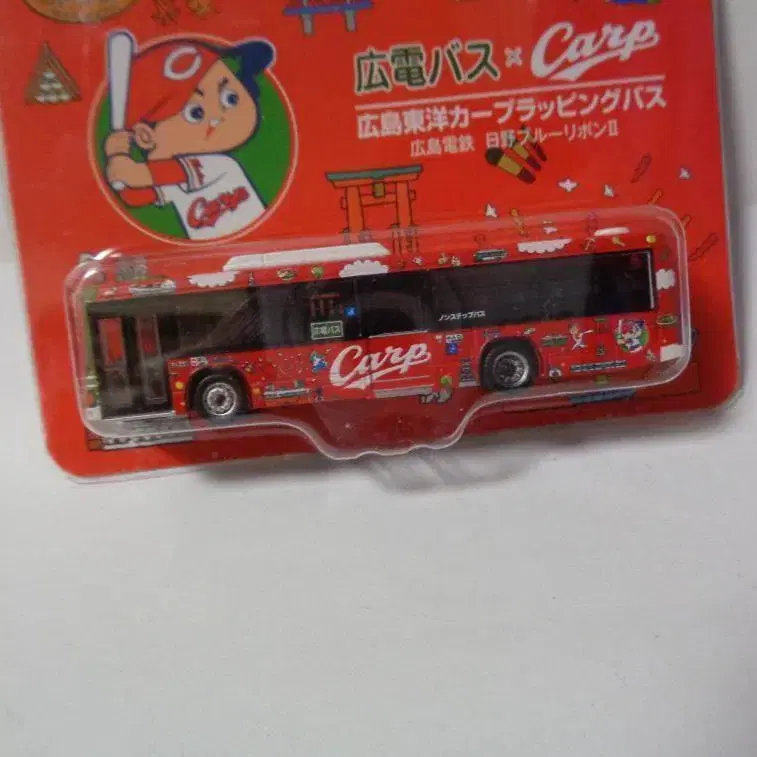 広電バス×Carp
広島東洋カープラッピングバス
広島電鉄 日野ブルーリボンⅡ
C
Carp
広電バス
ノンステップバス
Carp